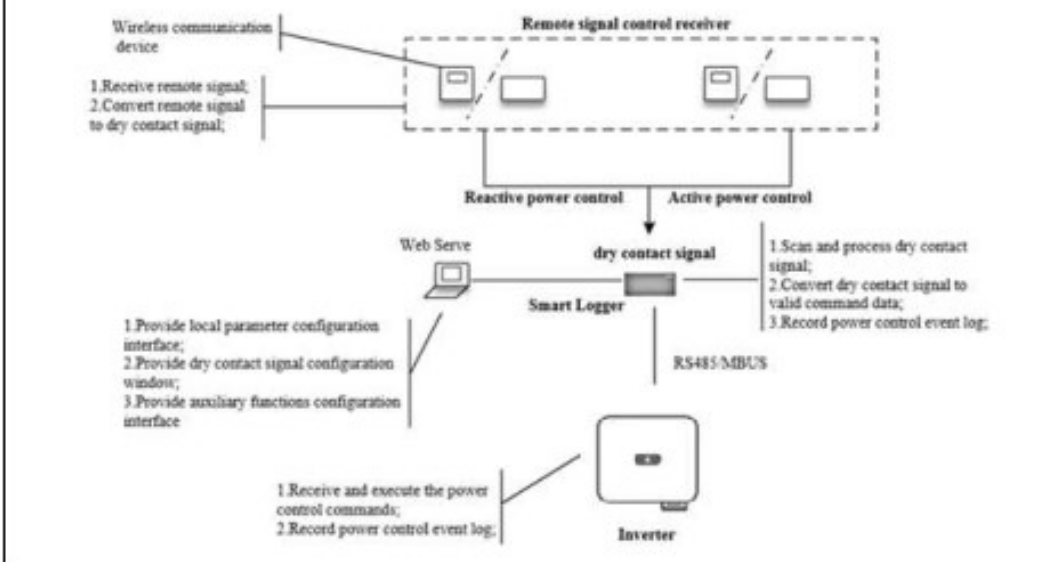 Remote signal control receiver
Wireless communication
device
1.Receive remote signal;
2.Convert remote signal
to dry contact signal;
Reactive power control
Active power control
Web Serve
dry contact signal
Smart Logger
1.Scan and process dry contact
signal;
2.Convert dry contact signal to
valid command data;
3.Record power control event log;
1.Provide local parameter configuration
interface;
2.Provide dry contact signal configuration
window;
3.Provide auxiliary functions configuration
interface
RS485/MBUS
1.Receive and execute the power
control commands;
2.Record power control event log;
Inverter